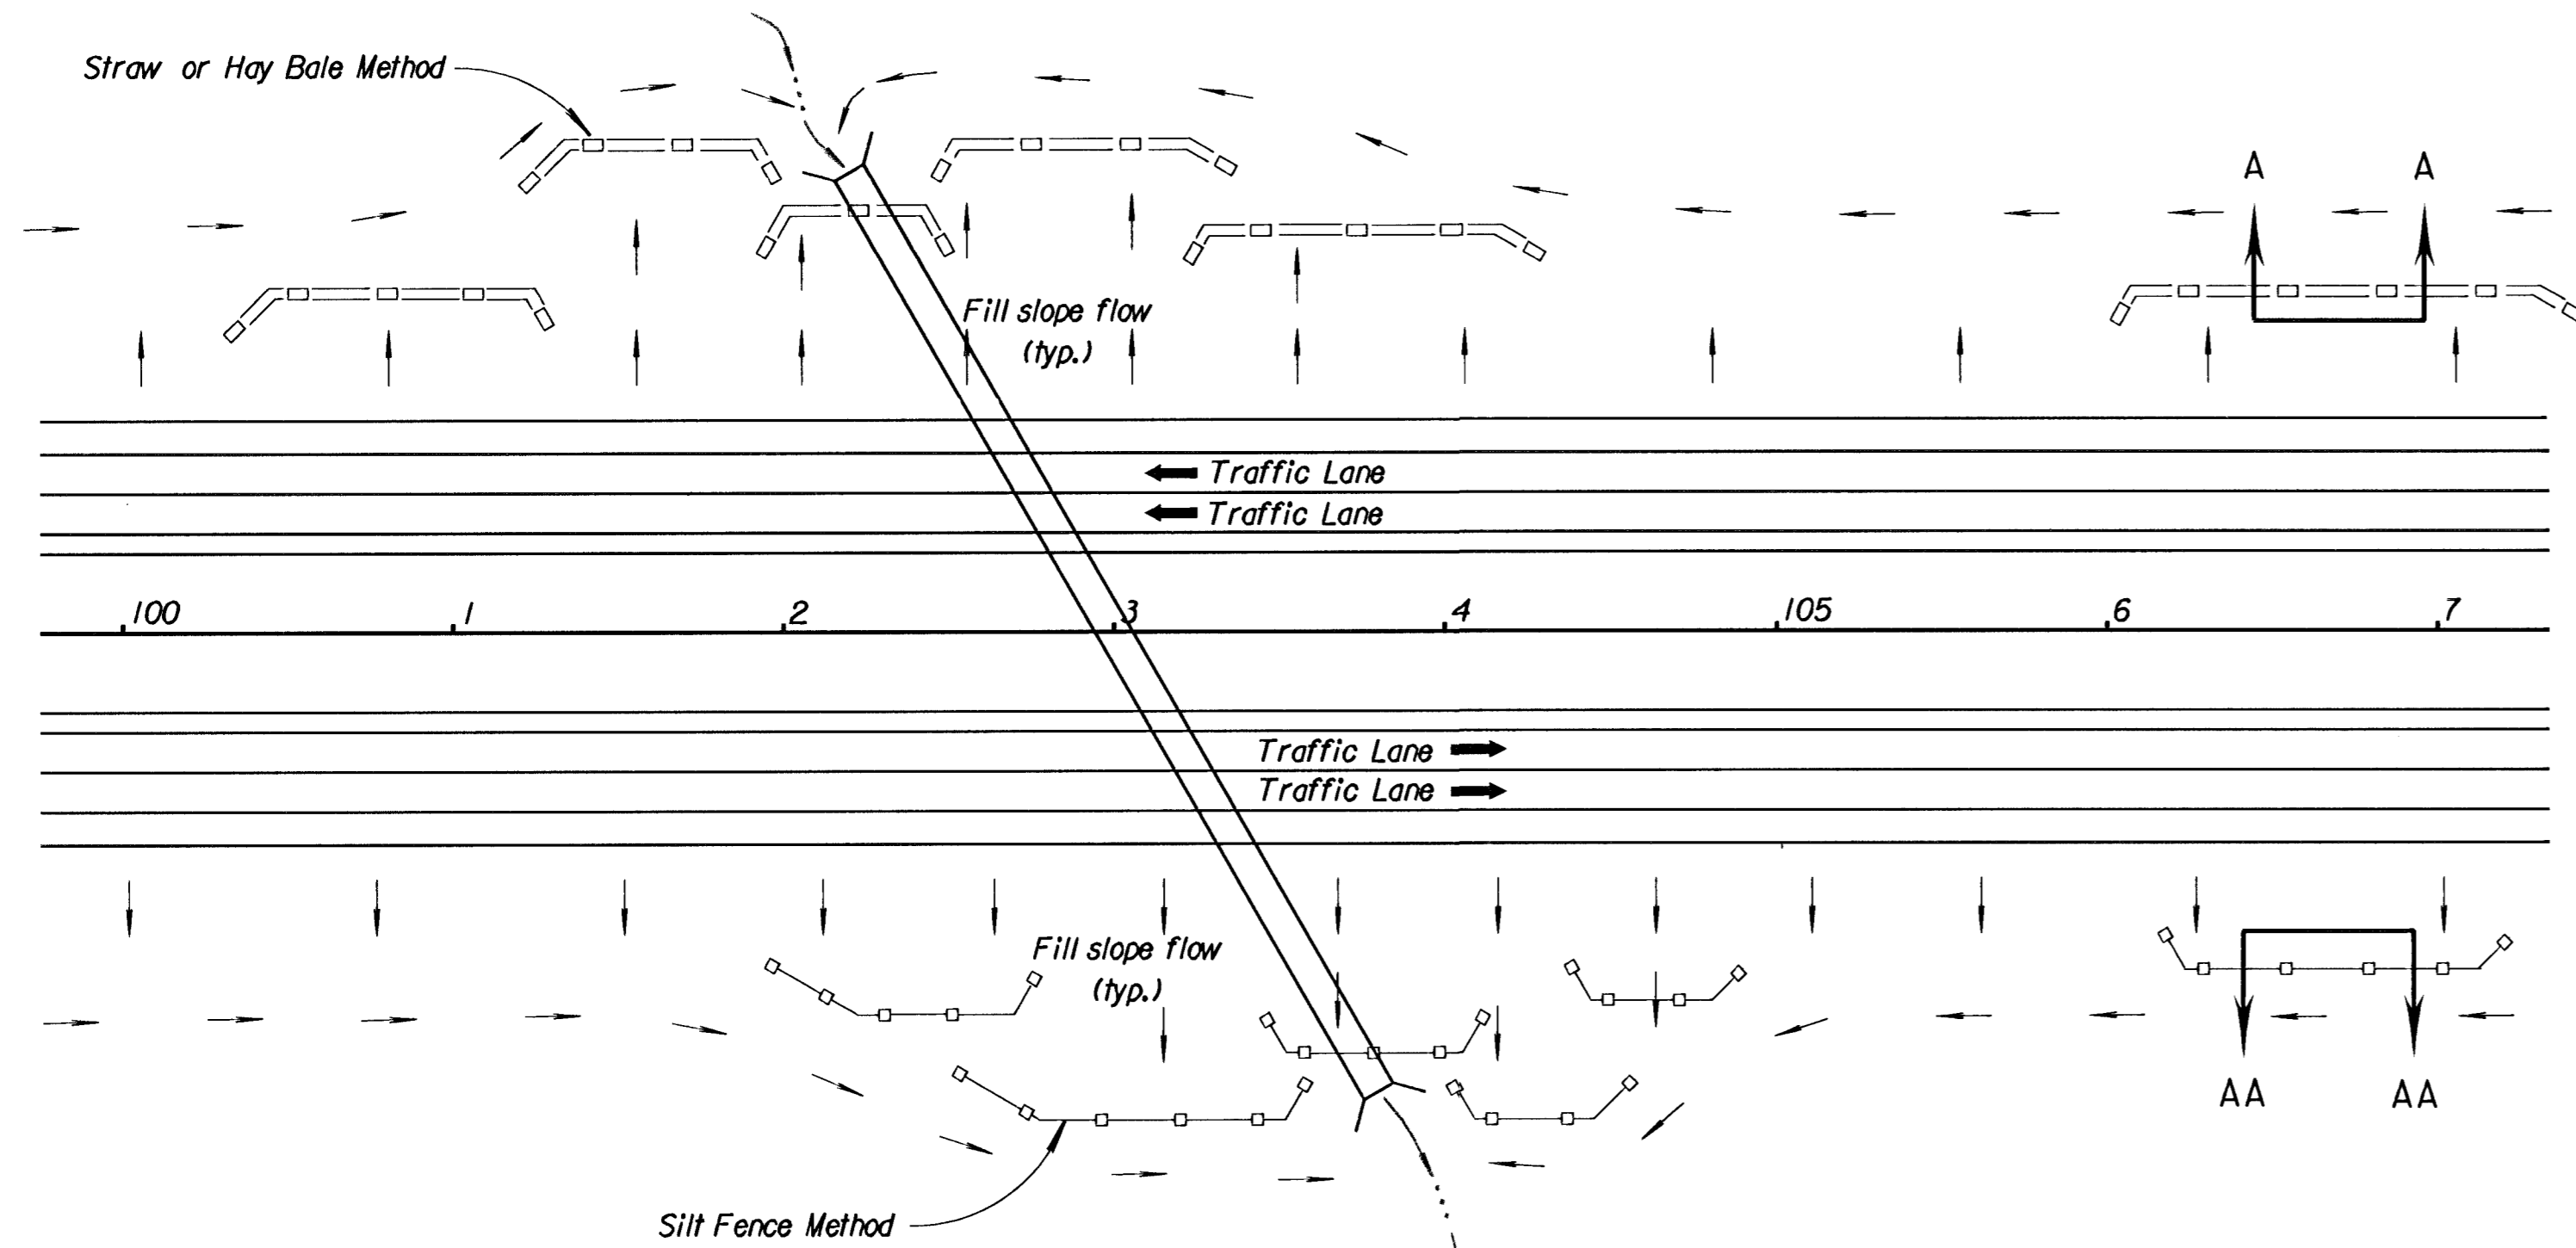 Straw or Hay Bale Method
A A
Fill slope flow
(typ.)
Traffic Lane
Traffic Lane
100 1 2 3 4 105 6 7
Traffic Lane
Traffic Lane
Fill slope flow
(typ.)
AA AA
Silt Fence Method